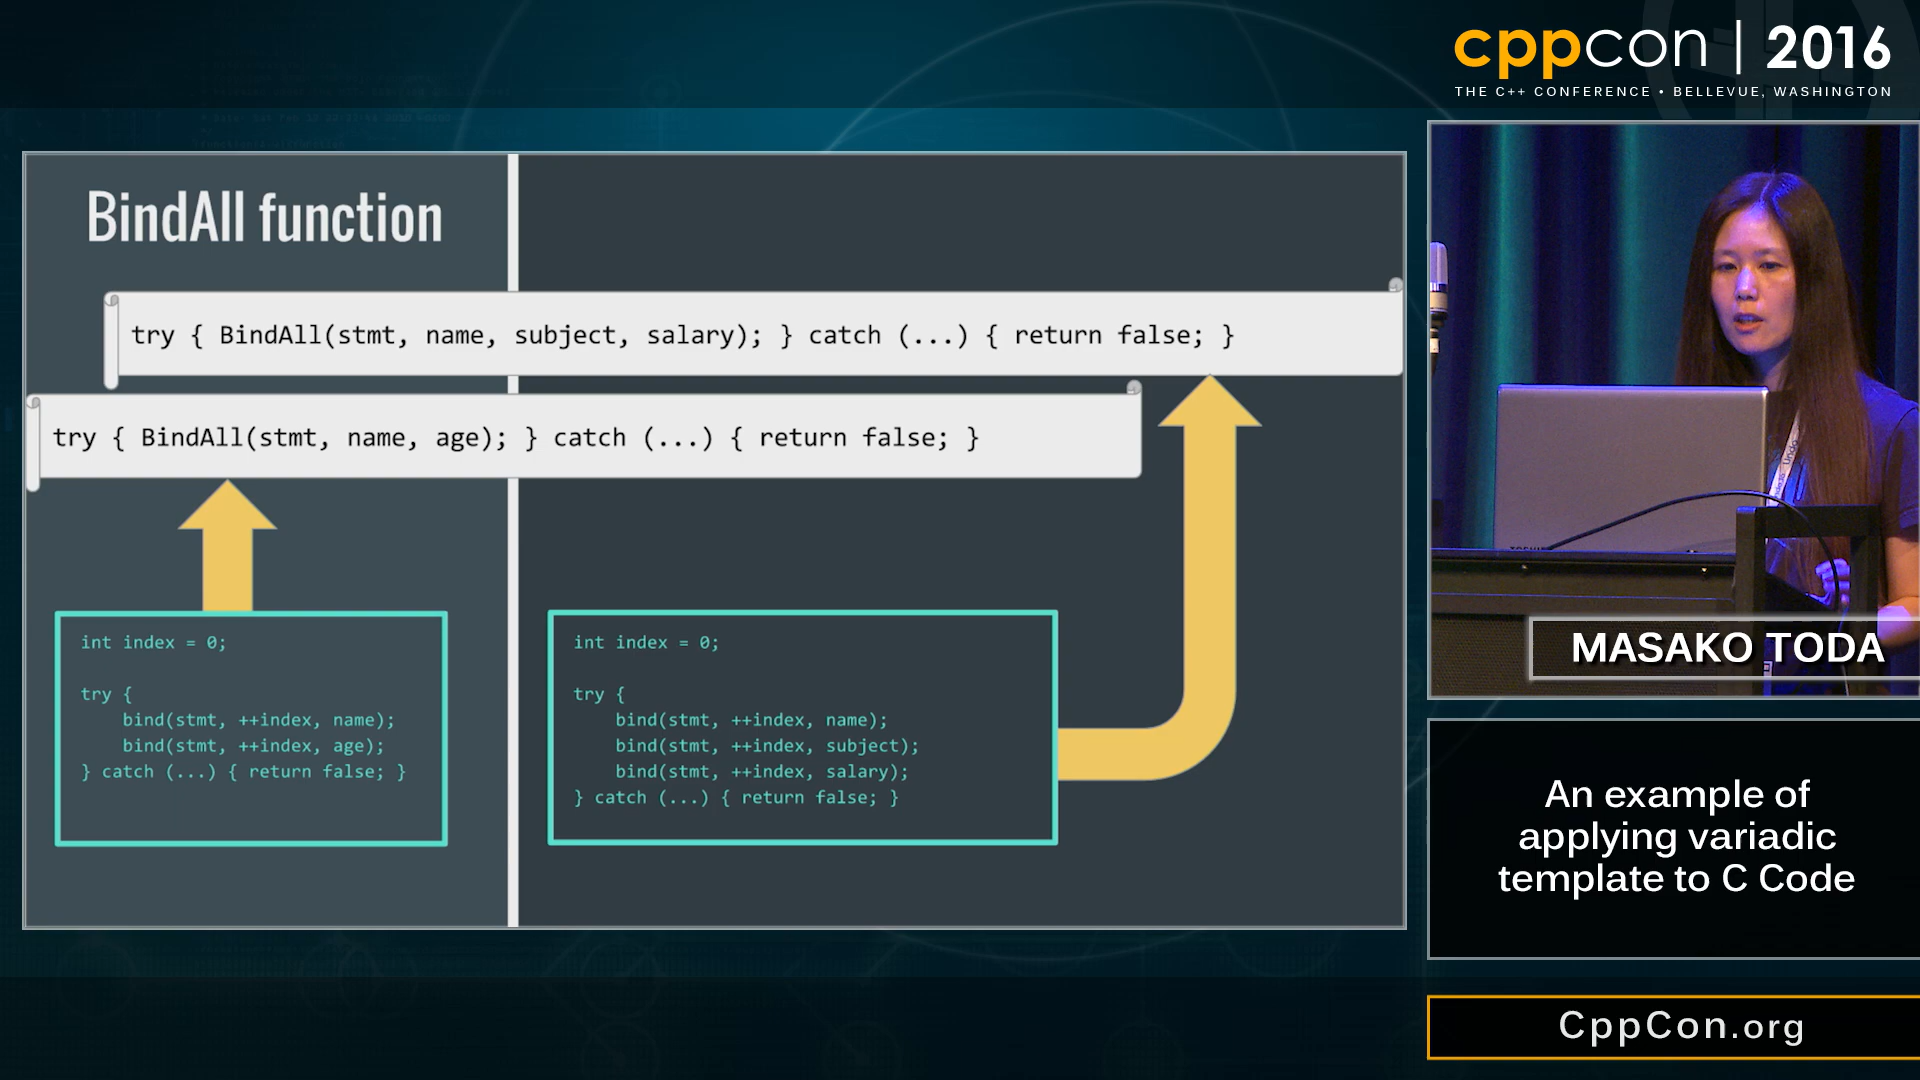 cppcon | 2016
THE C++ CONFERENCE • BELLEVUE, WASHINGTON
BindAll function
try { BindAll(stmt, name, subject, salary); } catch (...) { return false; }
try { BindAll(stmt, name, age); } catch (...) { return false; }
int index = 0;
try {
bind(stmt, ++index, name);
bind(stmt, ++index, age);
} catch (...) { return false; }
int index = 0;
try {
bind(stmt, ++index, name);
bind(stmt, ++index, subject);
bind(stmt, ++index, salary);
} catch (...) { return false; }
Undo
MASAKO TODA
An example of
applying variadic
template to C Code
CppCon.org